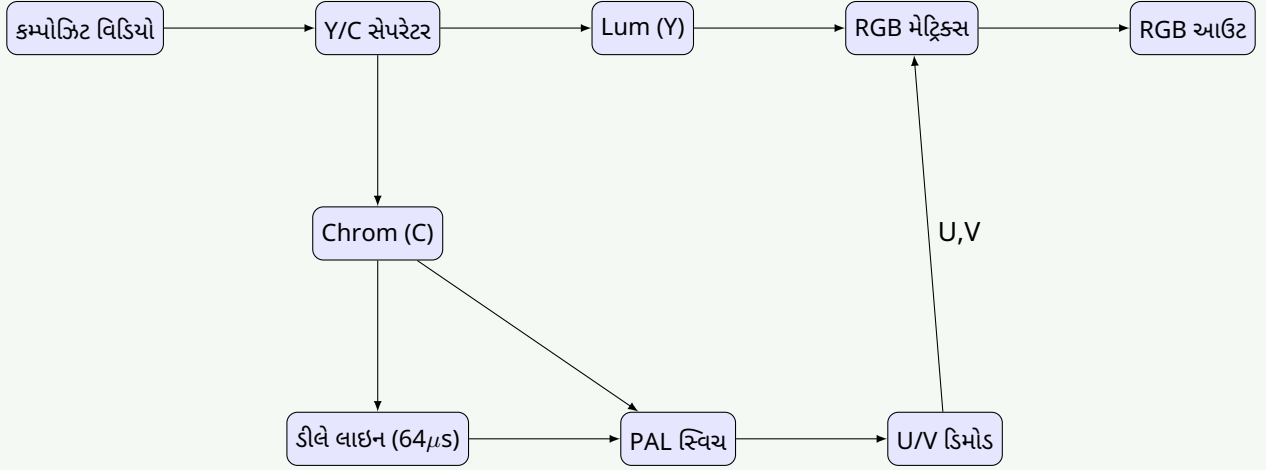 કમ્પોઝિટ વિડિયો
Y/C સેપરેટર
Lum (Y)
RGB મેટ્રિક્સ
RGB આઉટ
Chrom (C)
U,V
ડીલે લાઇન (64μs)
PAL સ્વિચ
U/V ડિમોડ